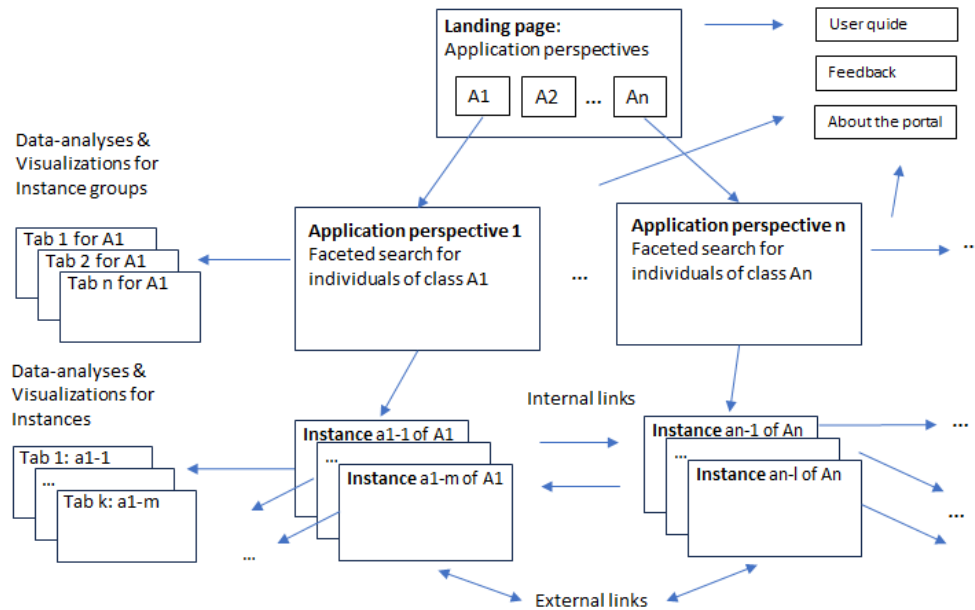 Landing page:
Application perspectives
A1
A2
...
An
User quide
Feedback
About the portal
Data-analyses &
Visualizations for
Instance groups
Tab 1 for A1
Tab 2 for A1
Tab n for A1
Application perspective 1
Faceted search for
individuals of class A1
...
Application perspective n
Faceted search for
individuals of class An
...
Data-analyses &
Visualizations for
Instances
Tab 1: a1-1
...
Tab k: a1-m
Instance a1-1 of A1
...
Instance a1-m of A1
...
Internal links
Instance an-1 of An
...
Instance an-l of An
...
...
External links